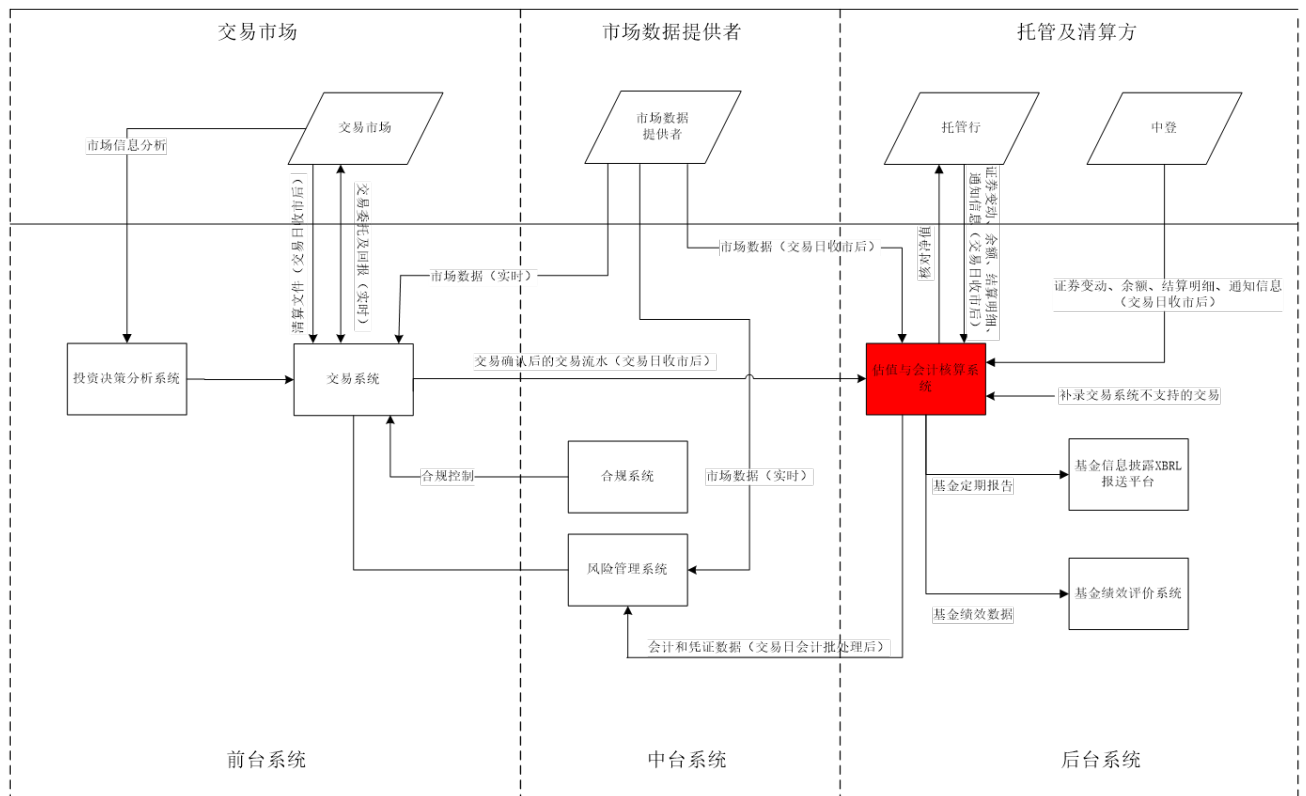 交易市场
市场数据提供者
托管及清算方
交易市场
市场数据
提供者
托管行
中登
市场信息分析
清算文件（交易日收市后）
交易委托及回报（实时）
市场数据（实时）
市场数据（交易日收市后）
核对净值
证券变动、余额、结算明细、
通知信息（交易日收市后）
证券变动、余额、结算明细、通知信息
（交易日收市后）
投资决策分析系统
交易系统
交易确认后的交易流水（交易日收市后）
估值与会计核算系
统
补录交易系统不支持的交易
合规控制
合规系统
市场数据（实时）
基金定期报告
基金信息披露XBRL
报送平台
风险管理系统
基金绩效数据
基金绩效评价系统
会计和凭证数据（交易日会计批处理后）
前台系统
中台系统
后台系统